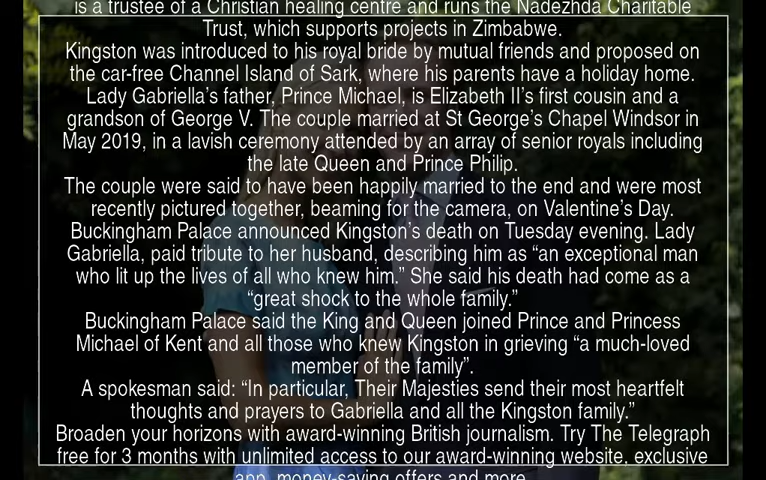 is a trustee of a Christian healing centre and runs the Nadezhda Charitable
Trust, which supports projects in Zimbabwe.
Kingston was introduced to his royal bride by mutual friends and proposed on
the car-free Channel Island of Sark, where his parents have a holiday home.
Lady Gabriella’s father, Prince Michael, is Elizabeth II’s first cousin and a
grandson of George V. The couple married at St George’s Chapel Windsor in
May 2019, in a lavish ceremony attended by an array of senior royals including
the late Queen and Prince Philip.
The couple were said to have been happily married to the end and were most
recently pictured together, beaming for the camera, on Valentine’s Day.
Buckingham Palace announced Kingston’s death on Tuesday evening. Lady
Gabriella, paid tribute to her husband, describing him as “an exceptional man
who lit up the lives of all who knew him.” She said his death had come as a
“great shock to the whole family.”
Buckingham Palace said the King and Queen joined Prince and Princess
Michael of Kent and all those who knew Kingston in grieving “a much-loved
member of the family”.
A spokesman said: “In particular, Their Majesties send their most heartfelt
thoughts and prayers to Gabriella and all the Kingston family.”
Broaden your horizons with award-winning British journalism. Try The Telegraph
free for 3 months with unlimited access to our award-winning website, exclusive
app, money-saving offers and more.